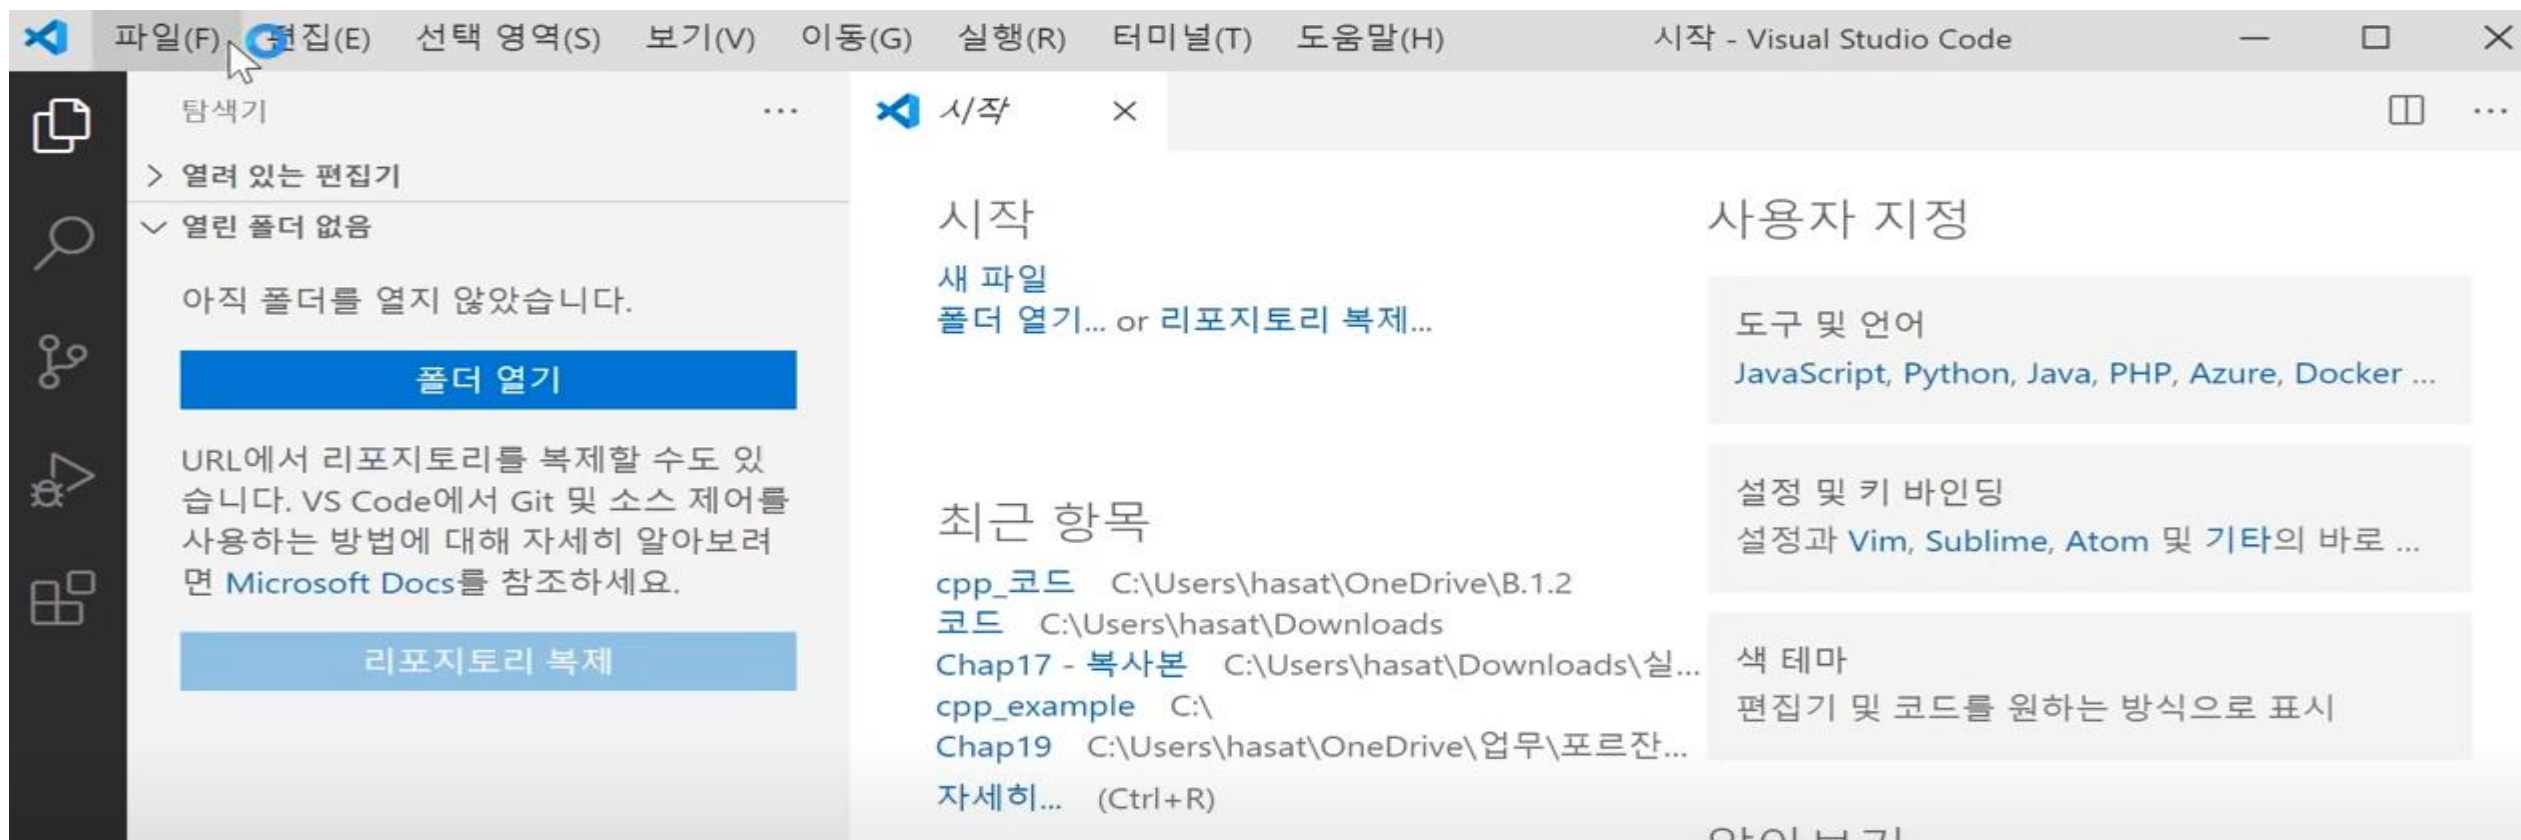 파일(F) 편집(E) 선택 영역(S) 보기(V) 이동(G) 실행(R) 터미널(T) 도움말(H) 시작 - Visual Studio Code
탐색기
열려 있는 편집기
열린 폴더 없음
아직 폴더를 열지 않았습니다.
폴더 열기
URL에서 리포지토리를 복제할 수도 있
습니다. VS Code에서 Git 및 소스 제어를
사용하는 방법에 대해 자세히 알아보려
면 Microsoft Docs를 참조하세요.
리포지토리 복제
시작
시작
새 파일
폴더 열기... or 리포지토리 복제...
최근 항목
cpp_코드 C:\Users\hasat\OneDrive\B.1.2
코드 C:\Users\hasat\Downloads
Chap17 - 복사본 C:\Users\hasat\Downloads\실...
cpp_example C:\
Chap19 C:\Users\hasat\OneDrive\업무\포르잔...
자세히... (Ctrl+R)
사용자 지정
도구 및 언어
JavaScript, Python, Java, PHP, Azure, Docker ...
설정 및 키 바인딩
설정과 Vim, Sublime, Atom 및 기타의 바로 ...
색 테마
편집기 및 코드를 원하는 방식으로 표시